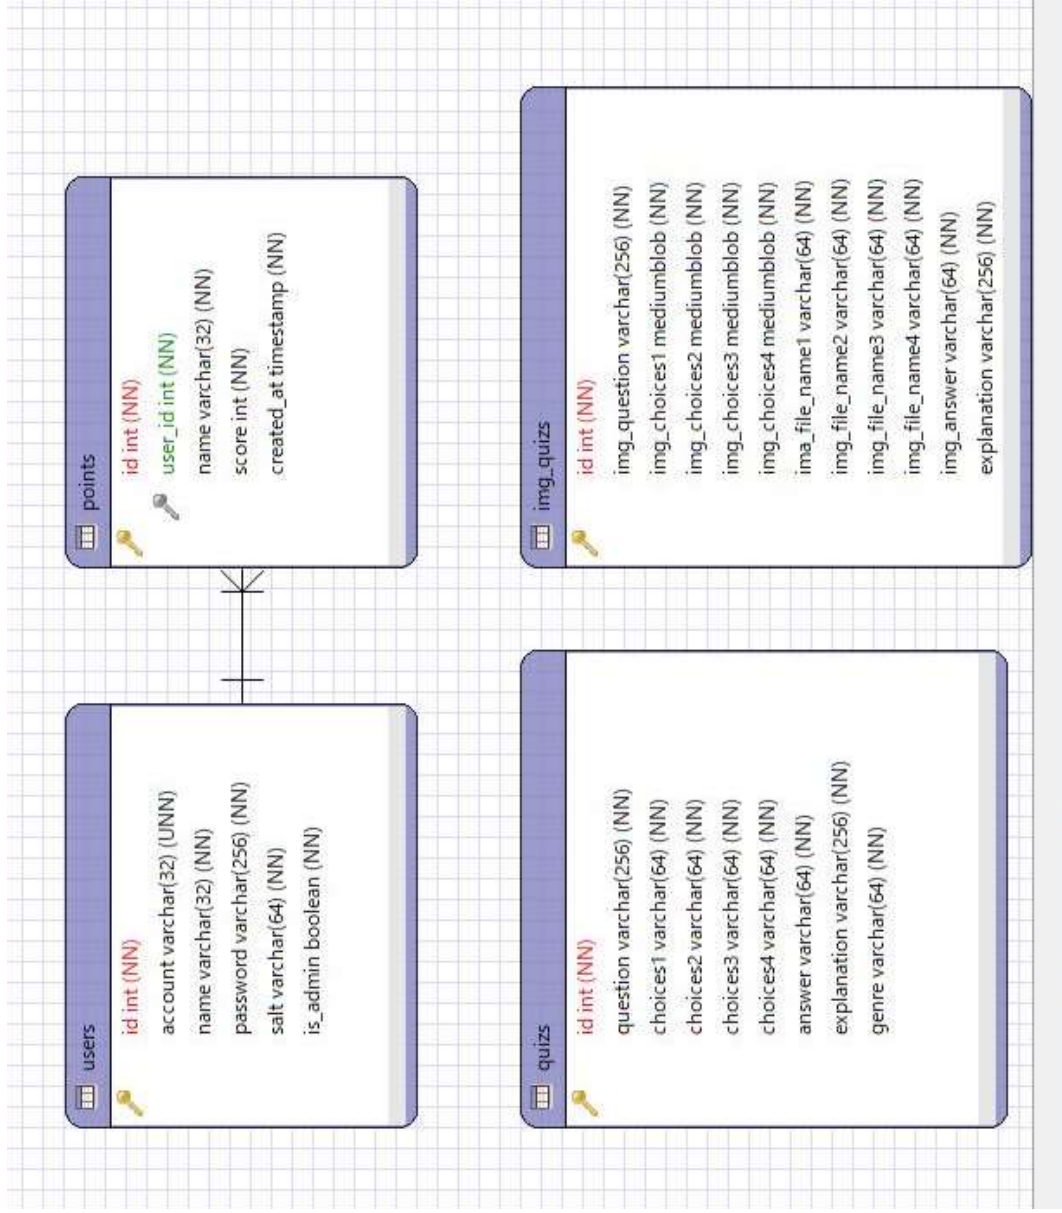 users
id int (NN)
account varchar(32) (UNN)
name varchar(32) (NN)
password varchar(256) (NN)
salt varchar(64) (NN)
is_admin boolean (NN)
points
id int (NN)
user_id int (NN)
name varchar(32) (NN)
score int (NN)
created_at timestamp (NN)
quizs
id int (NN)
question varchar(256) (NN)
choices1 varchar(64) (NN)
choices2 varchar(64) (NN)
choices3 varchar(64) (NN)
choices4 varchar(64) (NN)
answer varchar(64) (NN)
explanation varchar(256) (NN)
genre varchar(64) (NN)
img_quizs
id int (NN)
img_question varchar(256) (NN)
img_choices1 mediumblob (NN)
img_choices2 mediumblob (NN)
img_choices3 mediumblob (NN)
img_choices4 mediumblob (NN)
ima_file_name1 varchar(64) (NN)
img_file_name2 varchar(64) (NN)
img_file_name3 varchar(64) (NN)
img_file_name4 varchar(64) (NN)
img_answer varchar(64) (NN)
explanation varchar(256) (NN)